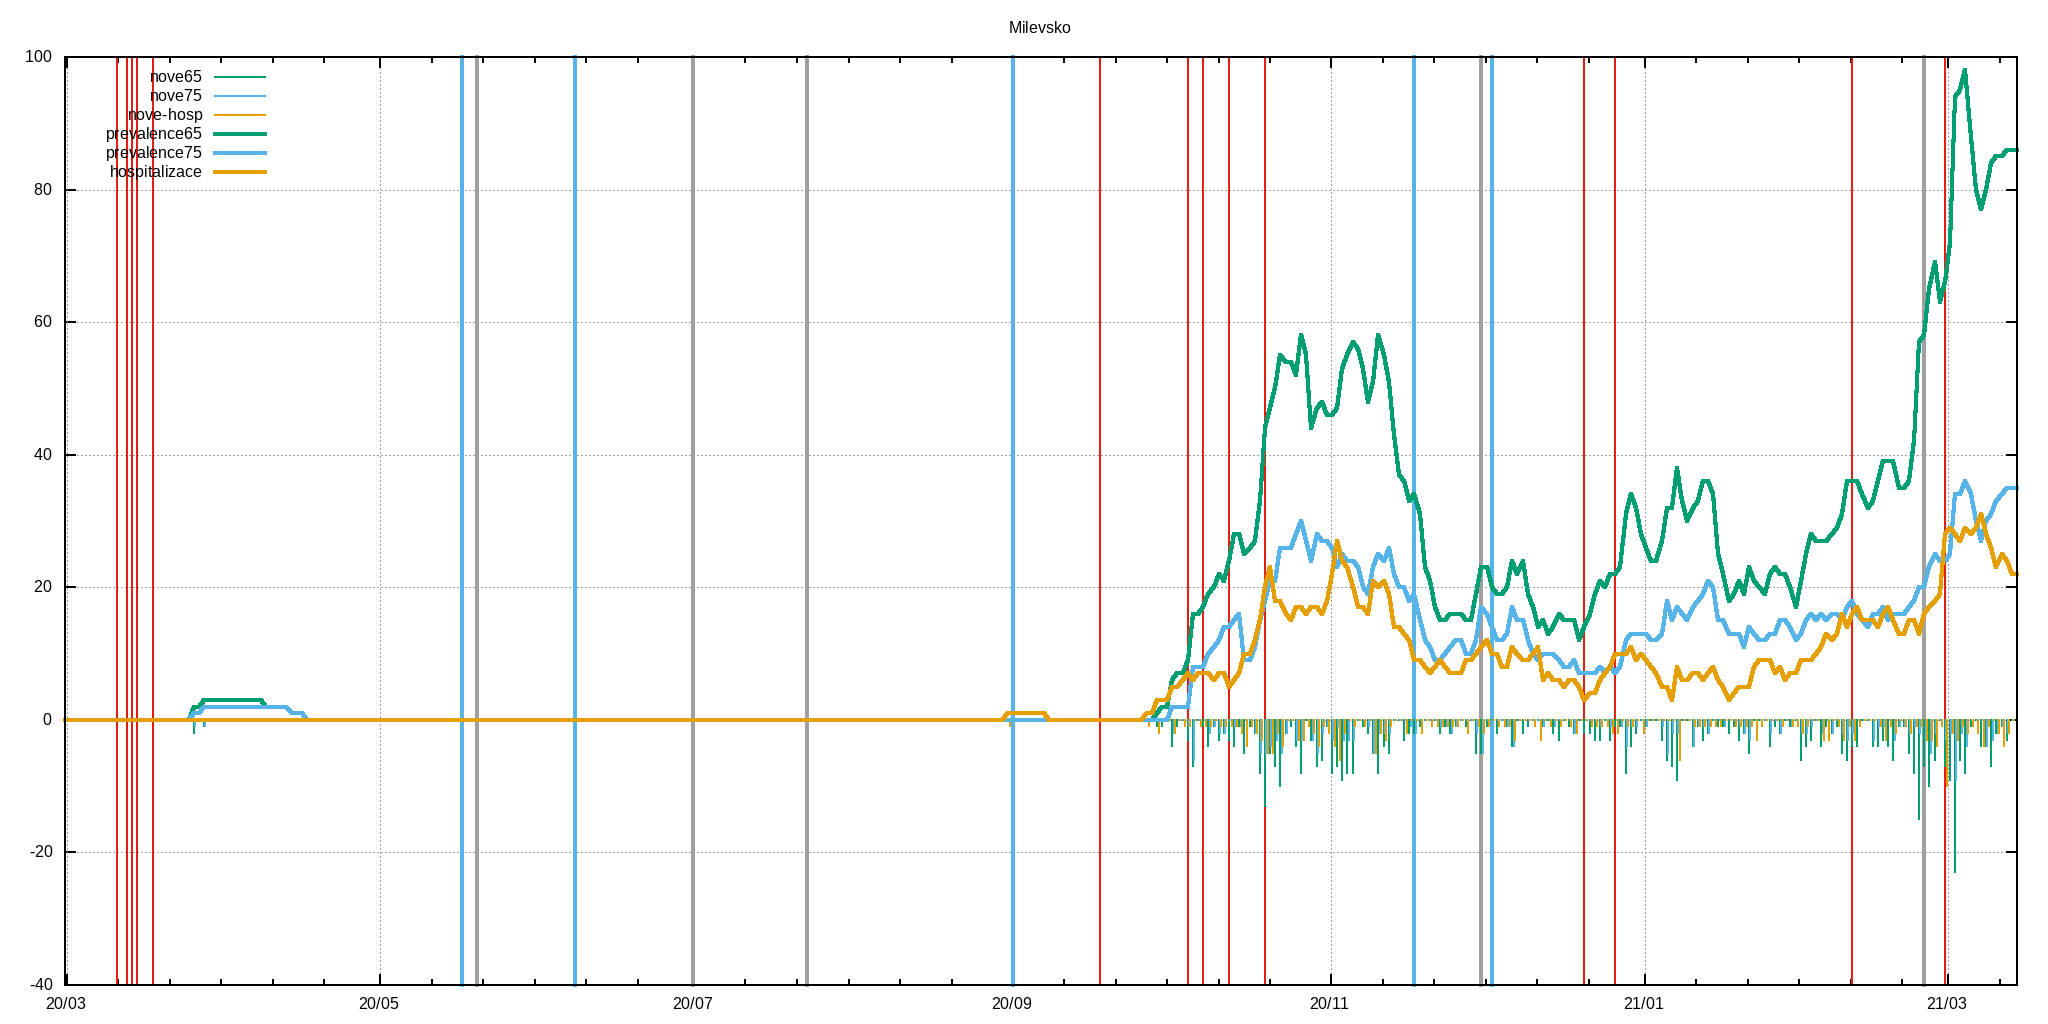 Milevsko
100
80
60
40
20
0
-20
-40
nove65
nove75
nove-hosp
prevalence65
prevalence75
hospitalizace
20/03 20/05 20/07 20/09 20/11 21/01 21/03